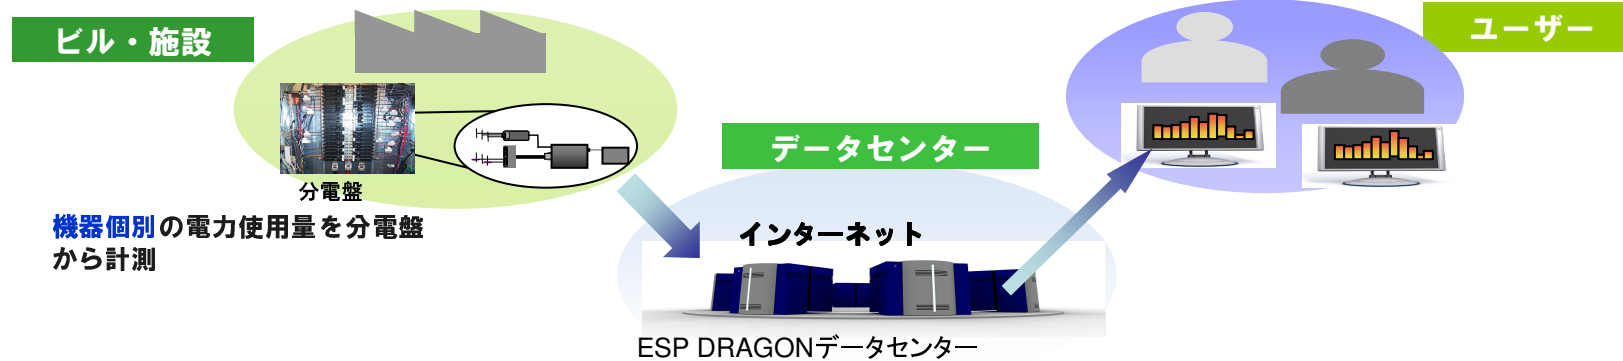 ビル・施設
ユーザー
データセンター
分電盤
機器個別の電力使用量を分電盤
から計測
インターネット
ESP DRAGONデータセンター